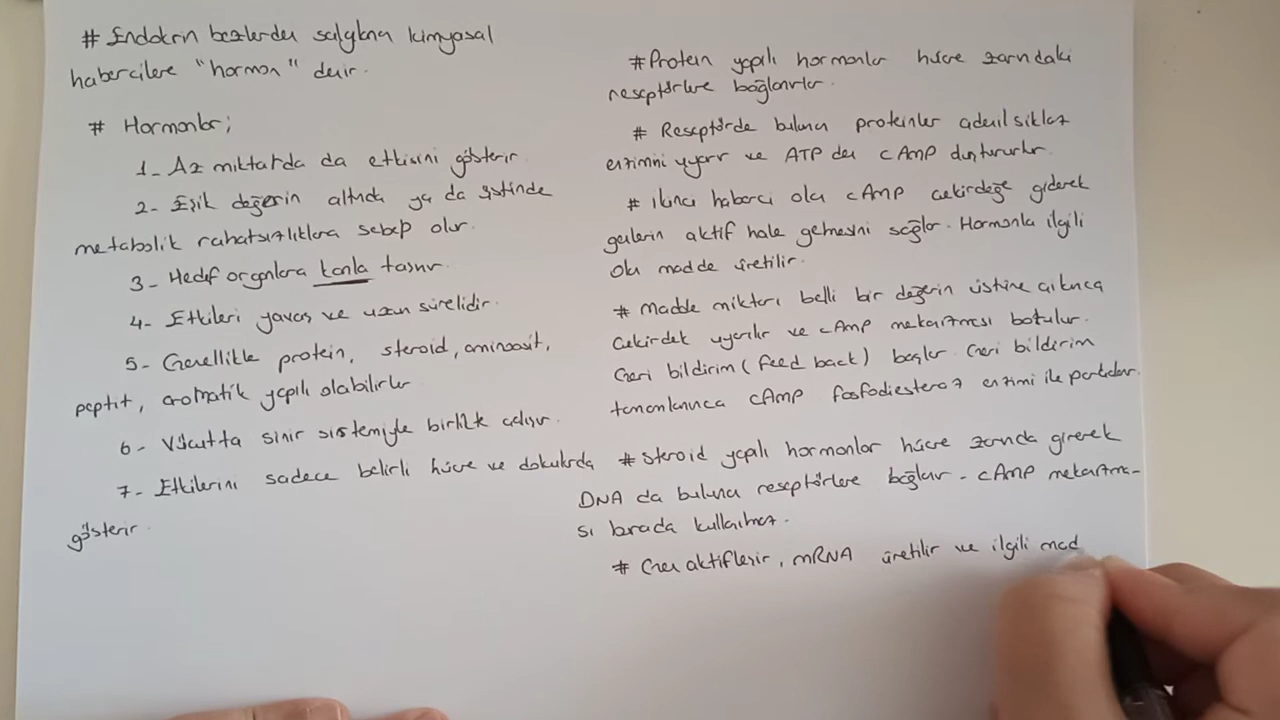 # Endokrin bezlerden salgılanan kimyasal
habercilere "hormon" denir.
# Hormonlar;
1- Az miktarda da etkisini gösterir
2- Eşik değerin altında ya da üstünde
metabolik rahatsızlıklara sebep olur.
3- Hedef organlara kanla taşınır.
4- Etkileri yavaş ve uzun sürelidir.
5- Genellikle protein, steroid, aminoasit,
peptit, aromatik yapılı olabilirler
6- Vücutta sinir sistemiyle birlikte çalışır.
7- Etkilerini sadece belirli hücre ve dokularda
gösterir.
# Protein yapılı hormonlar hücre zarındaki
reseptörlere bağlanırlar.
# Reseptörde bulunan proteinler adenil siklaz
enzimini uyarır ve ATP den cAMP oluştururlar.
# İkinci haberci olan cAMP çekirdeğe giderek
genlerin aktif hale gelmesini sağlar. Hormonla ilgili
olan madde üretilir.
# Madde miktarı belli bir değerin üstüne çıkınca
çekirdek uyarılır ve cAMP mekanizması
Geri bildirim (feed back) başlar Geri bildirim
tamamlanınca cAMP fosfodiesteraz enzimi ile parçalanır.
# Steroid yapılı hormonlar hücre zarında girerek
DNA da bulunan reseptörlere bağlanır - cAMP mekanizma-
sı burada kullanılmaz.
# Gen aktifleşir, mRNA üretilir ve ilgili mad